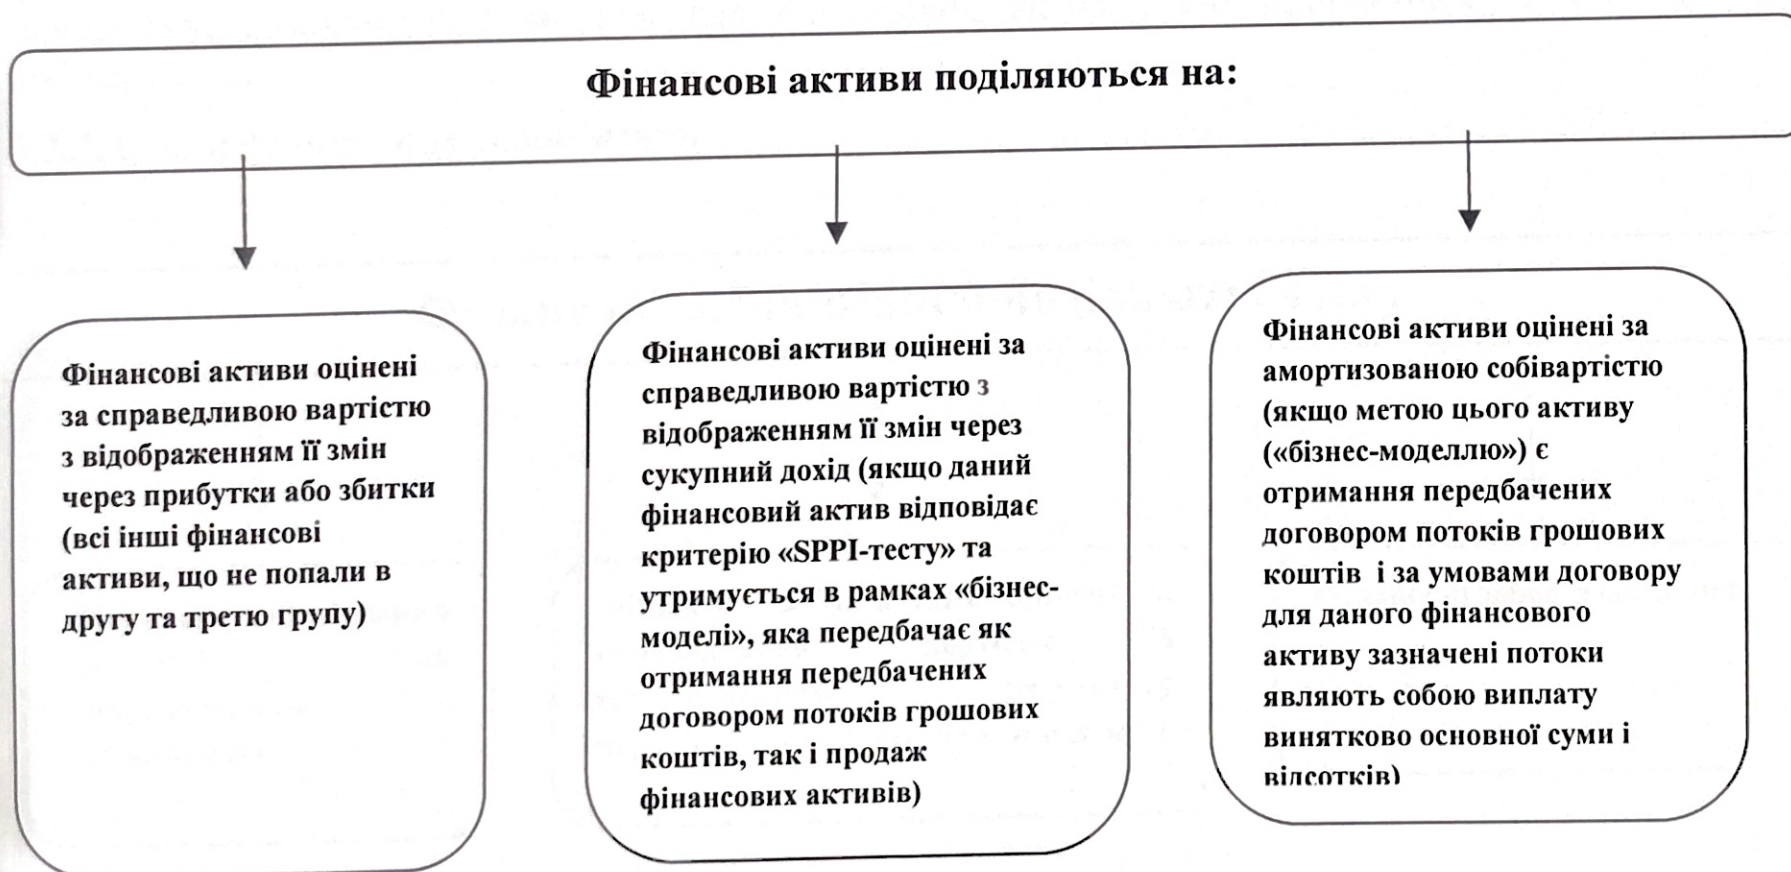 Фінансові активи поділяються на:
Фінансові активи оцінені
за справедливою вартістю
з відображенням її змін
через прибутки або збитки
(всі інші фінансові
активи, що не попали в
другу та третю групу)
Фінансові активи оцінені за
справедливою вартістю з
відображенням її змін через
сукупний дохід (якщо даний
фінансовий актив відповідає
критерію «SPPI-тесту» та
утримується в рамках «бізнес-
моделі», яка передбачає як
отримання передбачених
договором потоків грошових
коштів, так і продаж
фінансових активів)
Фінансові активи оцінені за
амортизованою собівартістю
(якщо метою цього активу
(«бізнес-моделлю») є
отримання передбачених
договором потоків грошових
коштів і за умовами договору
для даного фінансового
активу зазначені потоки
являють собою виплату
винятково основної суми і
відсотків)